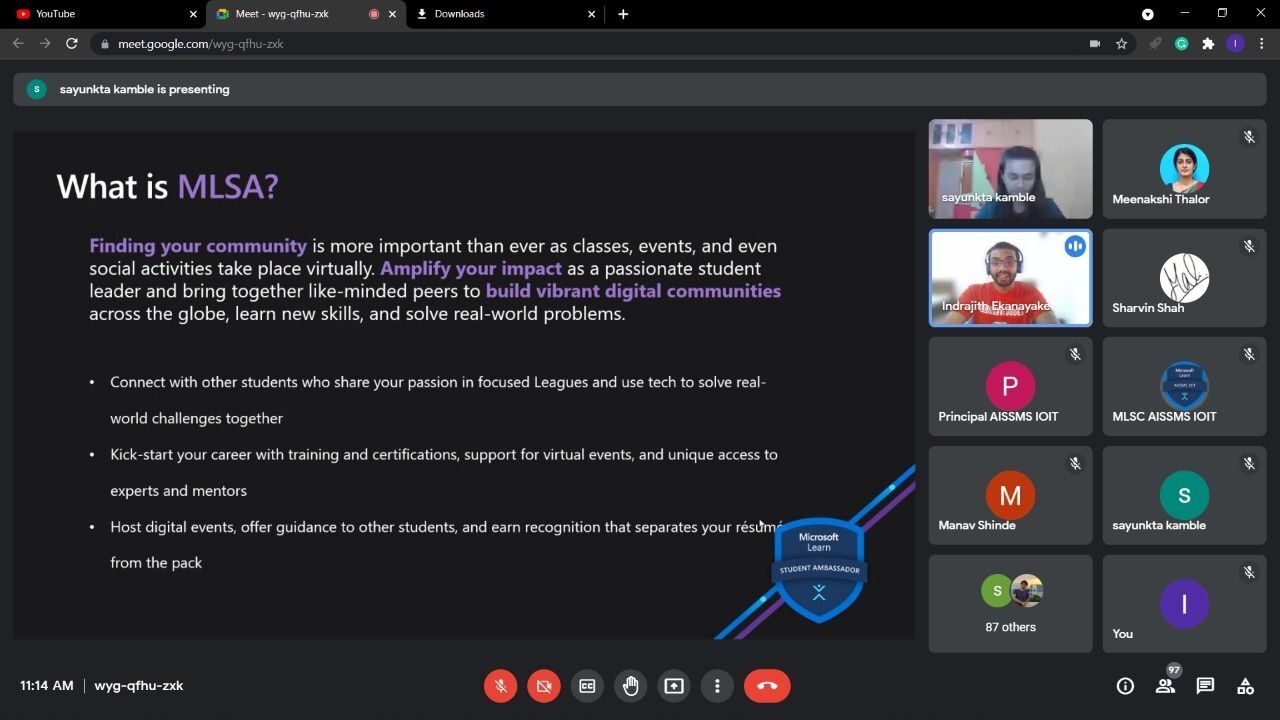 YouTube
Meet - wyg-qfhu-zxk
Downloads
meet.google.com/wyg-qfhu-zxk
I
S
sayunkta kamble is presenting
What is MLSA?
Finding your community is more important than ever as classes, events, and even
social activities take place virtually. Amplify your impact as a passionate student
leader and bring together like-minded peers to build vibrant digital communities
across the globe, learn new skills, and solve real-world problems.
• Connect with other students who share your passion in focused Leagues and use tech to solve real-
world challenges together
• Kick-start your career with training and certifications, support for virtual events, and unique access to
experts and mentors
• Host digital events, offer guidance to other students, and earn recognition that separates your résumé
from the pack
Microsoft
Learn
STUDENT AMBASSADOR
sayunkta kamble
Meenakshi Thalor
Indrajith Ekanayake
Sharvin Shah
P
Principal AISSMS IOIT
Microsoft
Learn
AISSMS IOIT
MLSC AISSMS IOIT
M
Manav Shinde
S
sayunkta kamble
S
87 others
I
You
11:14 AM | wyg-qfhu-zxk
CC
97